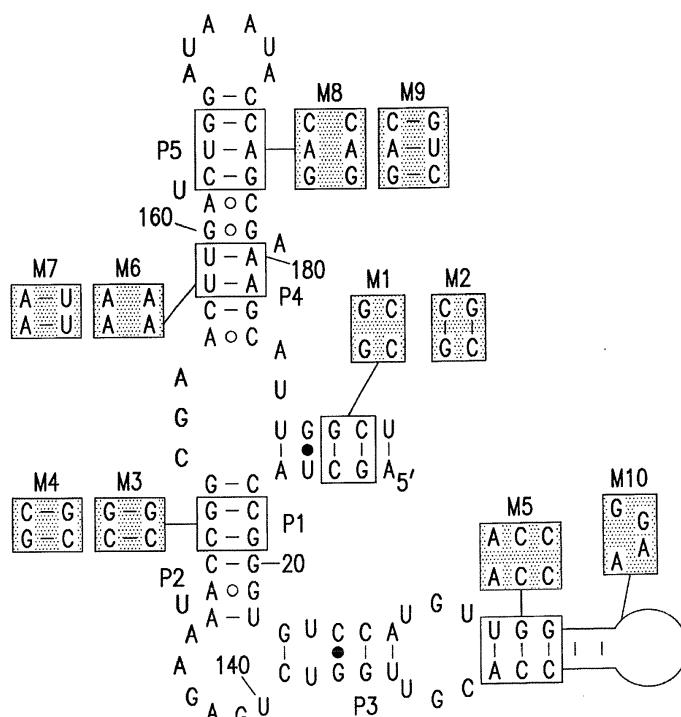 A A
U U
A A
G – C
M8 M9
G – C C C C – G
P5 U – A A A A – U
C – G G G G – C
U
A ○ C
160 G ○ G
A
U – A 180
M7 M6 M1 M2
A – U A A U – A
A – U A A
C – G P4
A ○ C
G C C G
G C G C
A
A U
G U G G C U
C A U C G A 5'
G – C
M4 M3
C – G G – G G – C P1
G – C C – C C – G
C – G 20
P2
A ○ G
U
A – U
M5 M10
A C C G G
A C C A A
G U C C A U G U U G G
C U G G U U G C A C C
A
A
G
A
G
U
140
P3